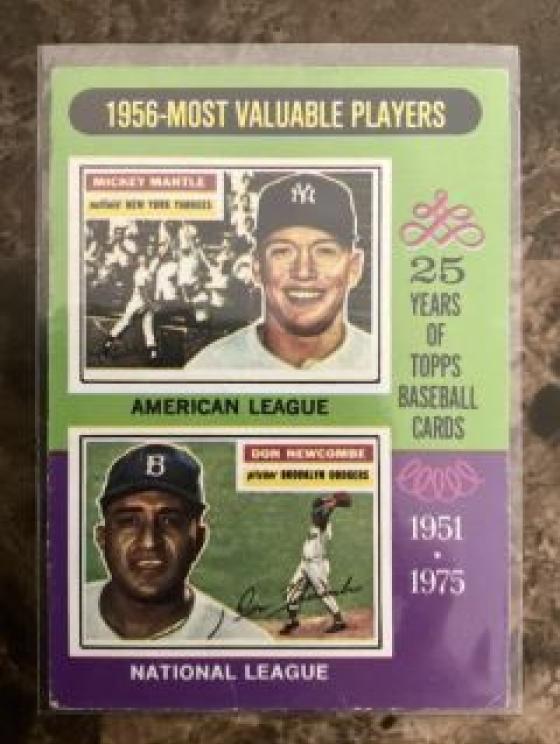 1956-MOST VALUABLE PLAYERS
MICKEY MANTLE
outfield NEW YORK YANKEES
NY
25
YEARS
OF
TOPPS
BASEBALL
CARDS
AMERICAN LEAGUE
B
DON NEWCOMBE
pitcher BROOKLYN DODGERS
1951
•
1975
NATIONAL LEAGUE